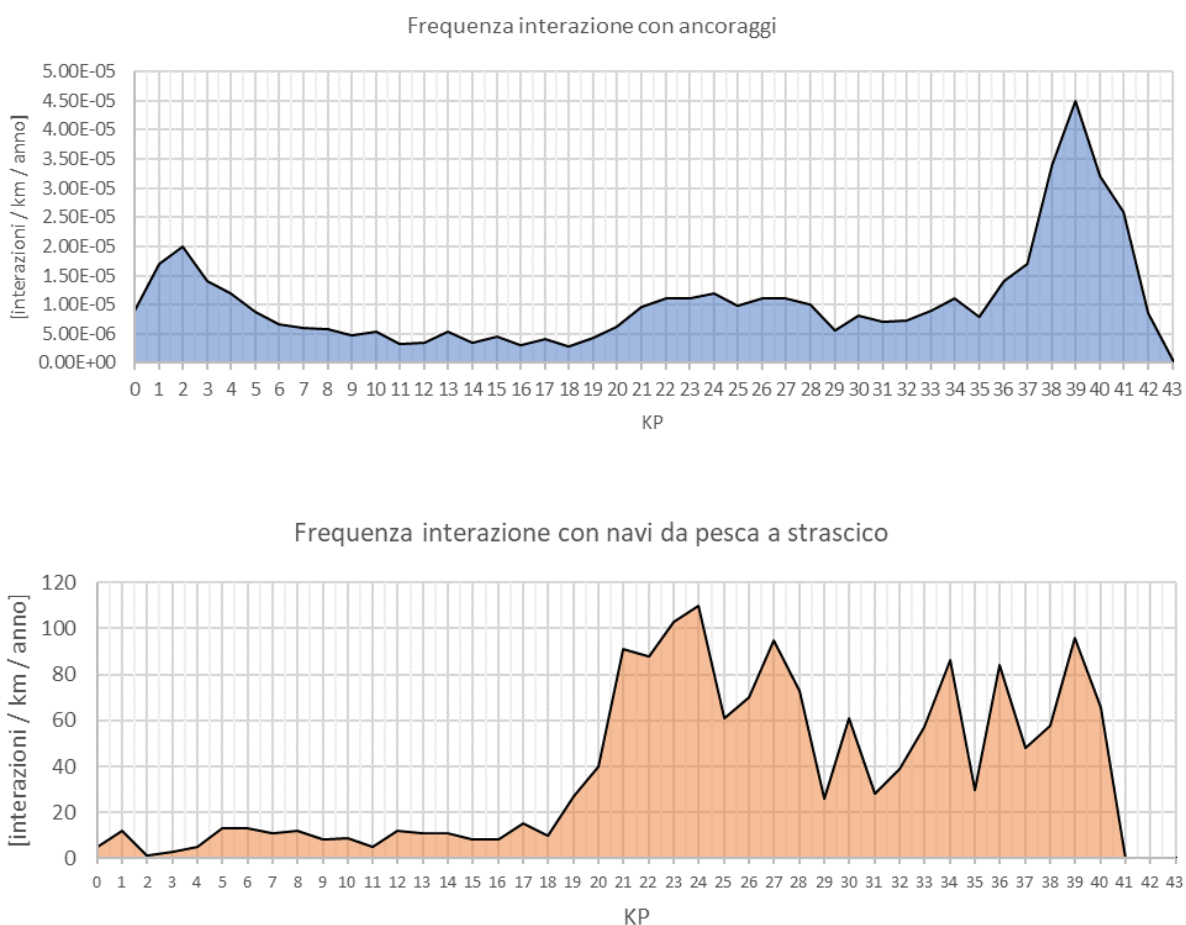 Frequenza interazione con ancoraggi
[interazioni / km / anno]
5.00E-05
4.50E-05
4.00E-05
3.50E-05
3.00E-05
2.50E-05
2.00E-05
1.50E-05
1.00E-05
5.00E-06
0.00E+00
0 1 2 3 4 5 6 7 8 9 10 11 12 13 14 15 16 17 18 19 20 21 22 23 24 25 26 27 28 29 30 31 32 33 34 35 36 37 38 39 40 41 42 43
KP
Frequenza interazione con navi da pesca a strascico
[interazioni / km / anno]
120
100
80
60
40
20
0
0 1 2 3 4 5 6 7 8 9 10 11 12 13 14 15 16 17 18 19 20 21 22 23 24 25 26 27 28 29 30 31 32 33 34 35 36 37 38 39 40 41 42 43
KP